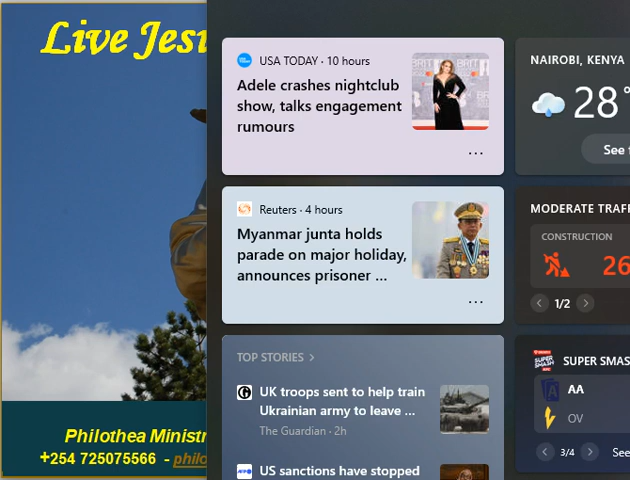 Live Jesu
USA TODAY · 10 hours
Adele crashes nightclub
show, talks engagement
rumours
...
Reuters · 4 hours
Myanmar junta holds
parade on major holiday,
announces prisoner ...
...
TOP STORIES >
UK troops sent to help train
Ukrainian army to leave ...
The Guardian · 2h
US sanctions have stopped
NAIROBI, KENYA
28°
See
MODERATE TRAFF
CONSTRUCTION
26
< 1/2 >
SUPER SMASH
SUPER SMAS
AA
OV
< 3/4 > See
Philothea Ministr
+254 725075566 - philo